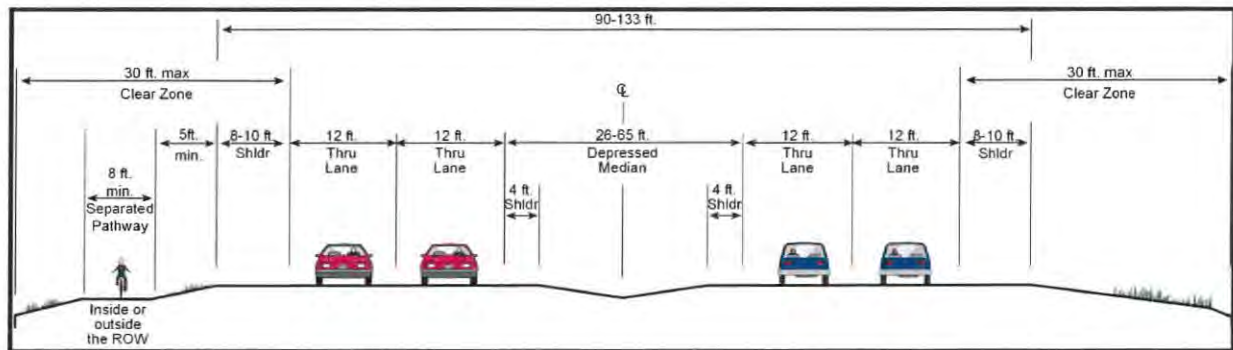 90-133 ft.
30 ft. max
Clear Zone
℄
30 ft. max
Clear Zone
5ft.
min.
8-10 ft.
Shldr
12 ft.
Thru
Lane
12 ft.
Thru
Lane
26-65 ft.
Depressed
Median
12 ft.
Thru
Lane
12 ft.
Thru
Lane
8-10 ft.
Shldr
8 ft.
min.
Separated
Pathway
4 ft.
Shldr
4 ft.
Shldr
Inside or
outside
the ROW